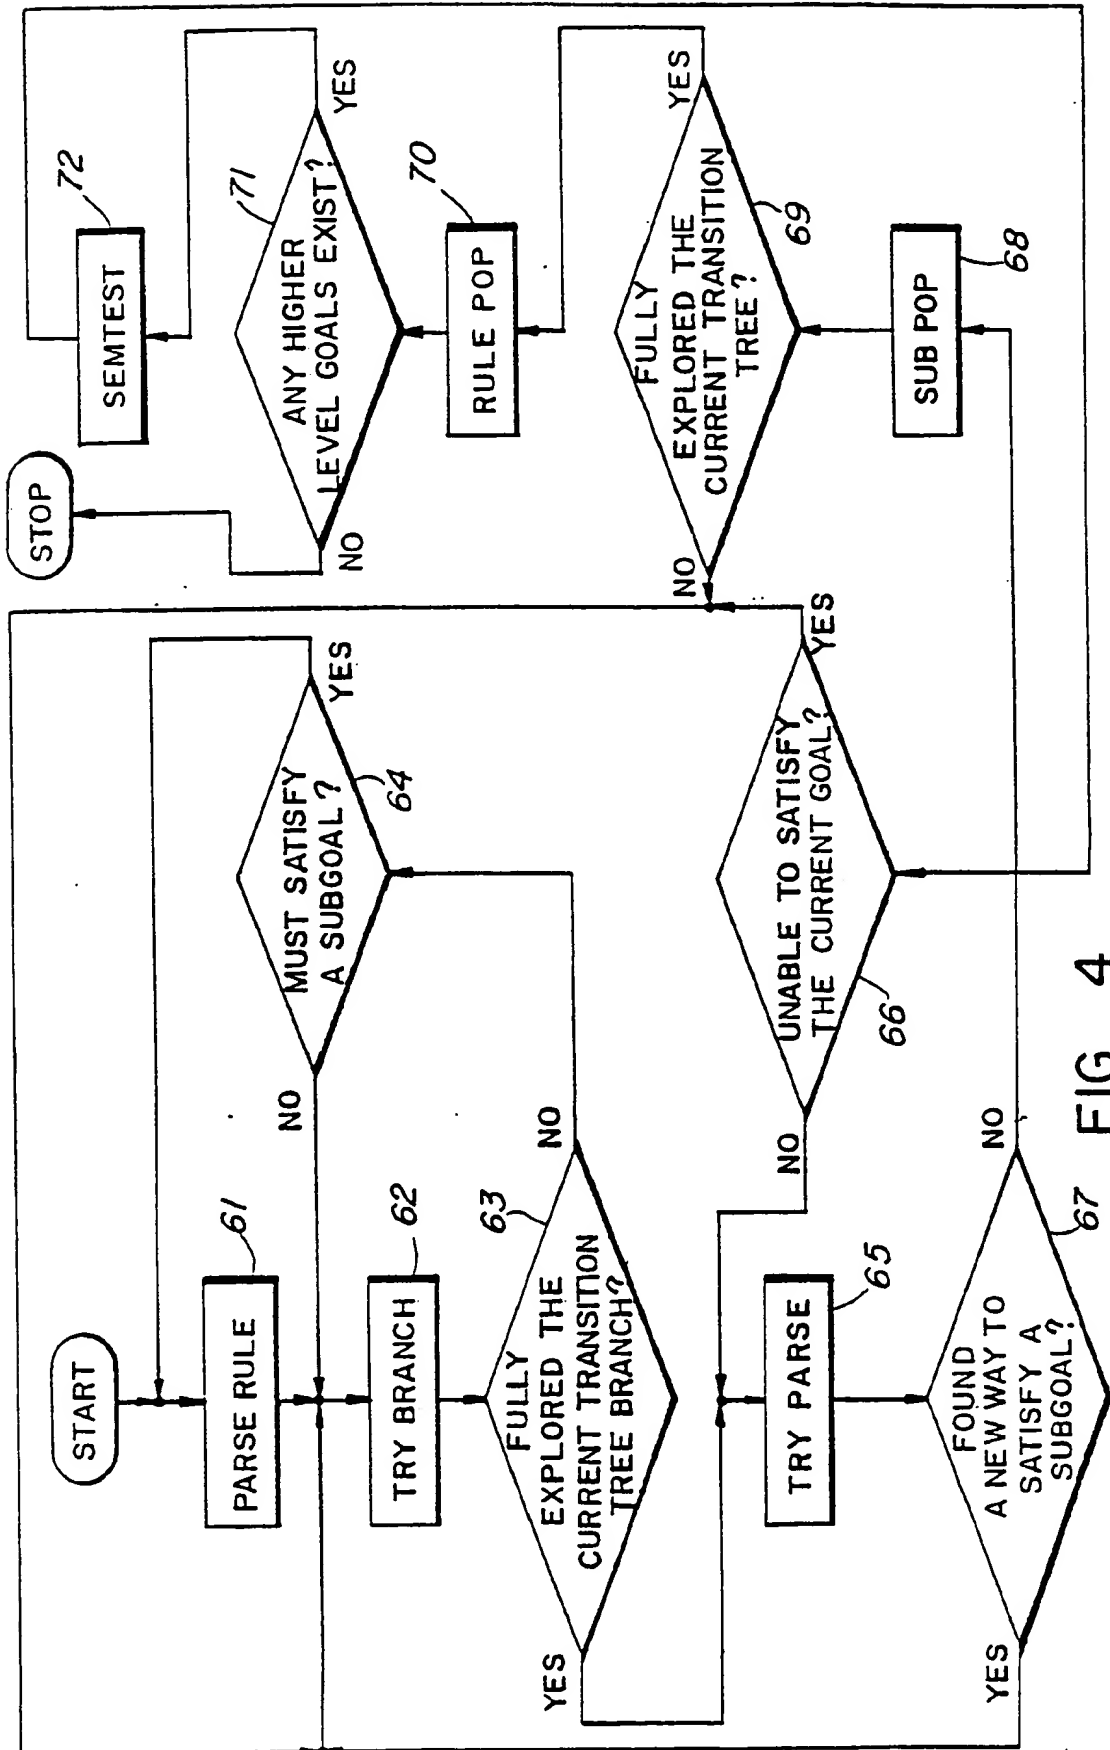 START
PARSE RULE
61
TRY BRANCH
62
FULLY
EXPLORED THE
CURRENT TRANSITION
TREE BRANCH?
63
YES
NO
MUST SATISFY
A SUBGOAL?
64
NO
YES
TRY PARSE
65
UNABLE TO SATISFY
THE CURRENT GOAL?
66
NO
YES
FOUND
A NEW WAY TO
SATISFY A
SUBGOAL?
67
YES
NO
SUB POP
68
FULLY
EXPLORED THE
CURRENT TRANSITION
TREE?
69
NO
YES
RULE POP
70
ANY HIGHER
LEVEL GOALS EXIST?
71
NO
YES
STOP
SEMTEST
72
FIG 4